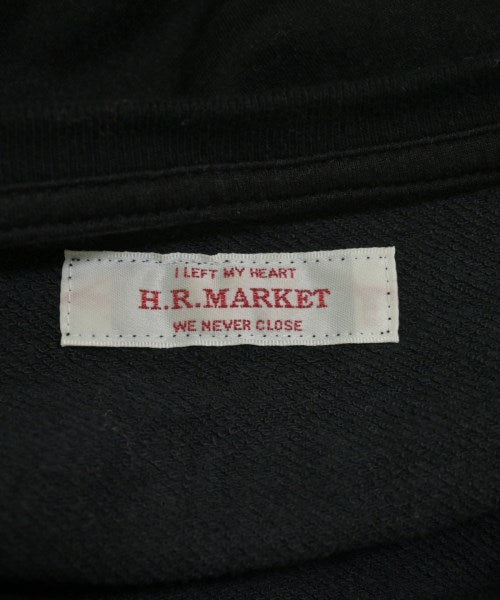 I LEFT MY HEART
H.R.MARKET
WE NEVER CLOSE